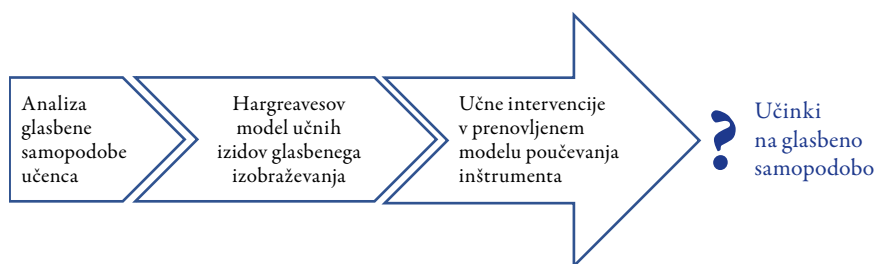 Analiza
glasbene
samopodobe
učenca
Hargreavesov
model učnih
izidov glasbenega
izobraževanja
Učne intervencije
v prenovljenem
modelu poučevanja
inštrumenta
?
Učinki
na glasbeno
samopodobo